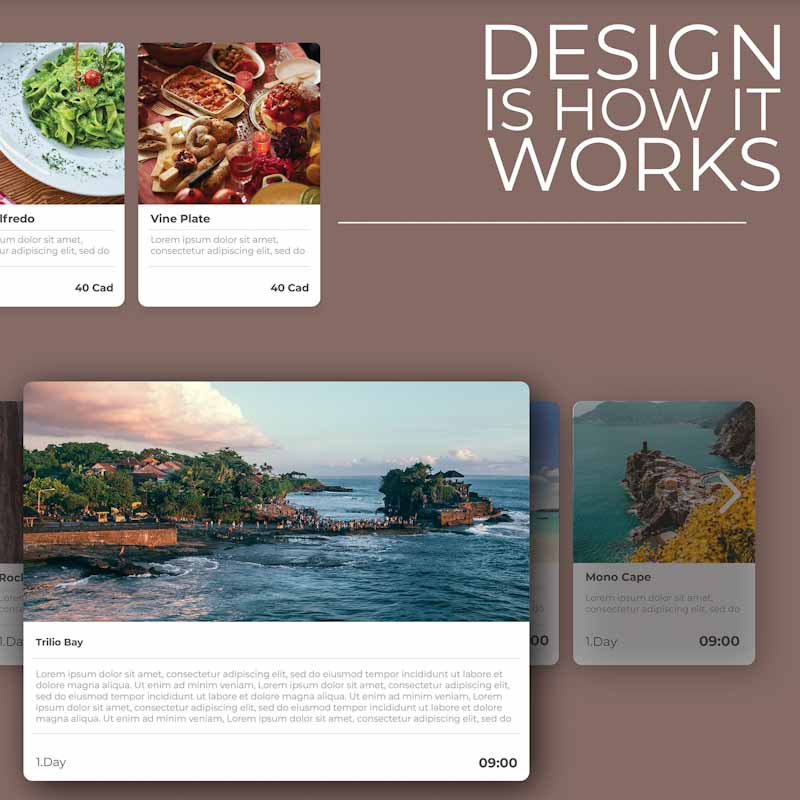 DESIGN
IS HOW IT
WORKS
lfredo
um dolor sit amet,
ur adipiscing elit, sed do
40 Cad
Vine Plate
Lorem ipsum dolor sit amet,
consectetur adipiscing elit, sed do
40 Cad
Trilio Bay
Lorem ipsum dolor sit amet, consectetur adipiscing elit, sed do eiusmod tempor incididunt ut labore et
dolore magna aliqua. Ut enim ad minim veniam, Lorem ipsum dolor sit amet, consectetur adipiscing elit,
sed do eiusmod tempor incididunt ut labore et dolore magna aliqua. Ut enim ad minim veniam, Lorem
ipsum dolor sit amet, consectetur adipiscing elit, sed do eiusmod tempor incididunt ut labore et dolore
magna aliqua. Ut enim ad minim veniam, Lorem ipsum dolor sit amet, consectetur adipiscing elit, sed do
1.Day
09:00
Roc
Lore
conse
1.Da
do
00
Mono Cape
Lorem ipsum dolor sit amet,
consectetur adipiscing elit, sed do
1.Day
09:00